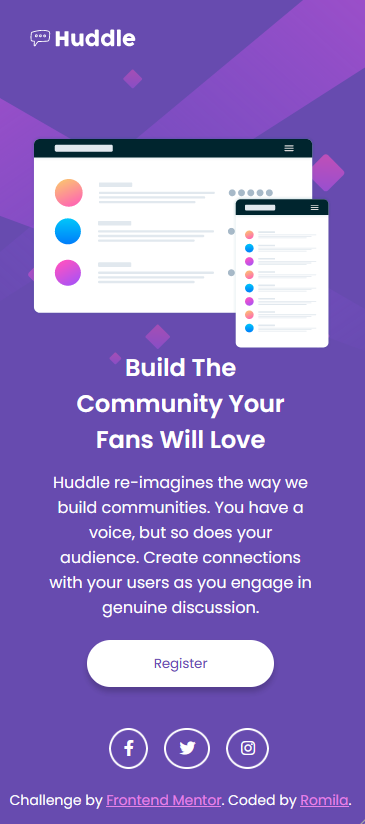 Huddle
Build The
Community Your
Fans Will Love
Huddle re-imagines the way we
build communities. You have a
voice, but so does your
audience. Create connections
with your users as you engage in
genuine discussion.
Register
Challenge by Frontend Mentor. Coded by Romila.